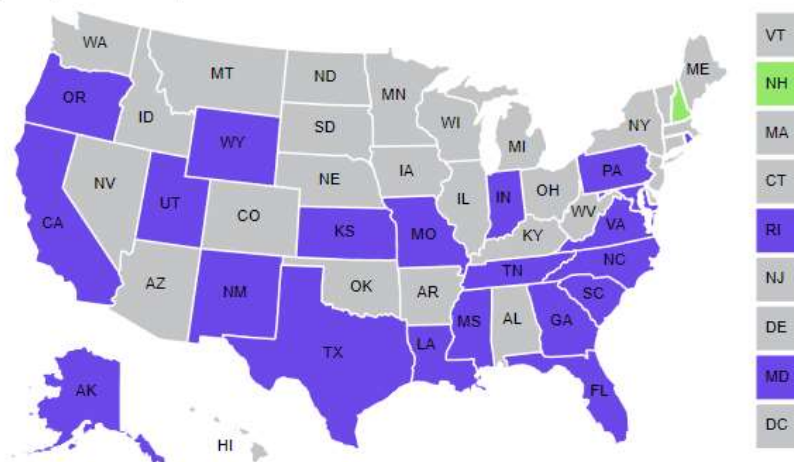 WA
MT
ND
MN
ME
VT
OR
ID
SD
WI
NY
NH
WY
MI
MA
NV
NE
IA
PA
CT
UT
CO
IL
IN
OH
WV
CA
KS
MO
KY
VA
RI
AZ
NM
OK
AR
TN
NC
NJ
SC
DE
TX
LA
MS
AL
GA
MD
AK
HI
FL
DC